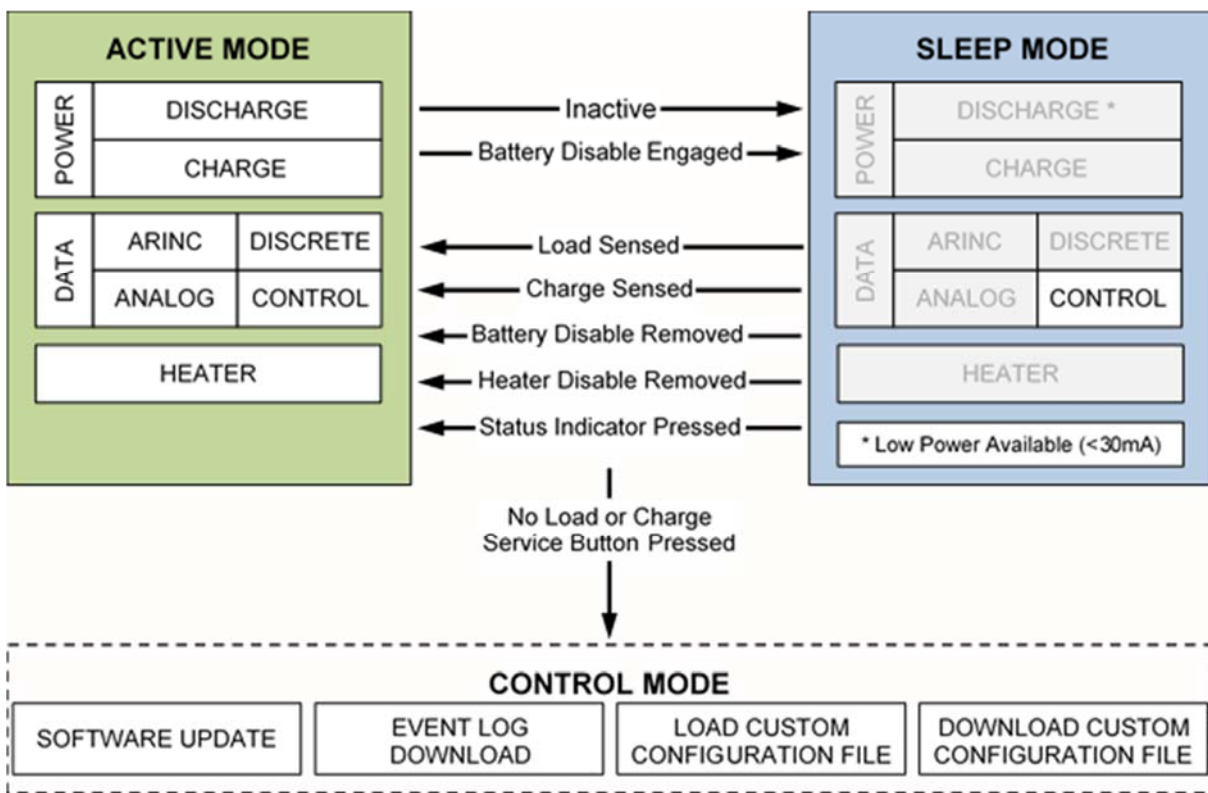 ACTIVE MODE
POWER
DISCHARGE
CHARGE
DATA
ARINC
DISCRETE
ANALOG
CONTROL
HEATER
Inactive
Battery Disable Engaged
Load Sensed
Charge Sensed
Battery Disable Removed
Heater Disable Removed
Status Indicator Pressed
SLEEP MODE
POWER
DISCHARGE *
CHARGE
DATA
ARINC
DISCRETE
ANALOG
CONTROL
HEATER
* Low Power Available (<30mA)
No Load or Charge
Service Button Pressed
CONTROL MODE
SOFTWARE UPDATE
EVENT LOG
DOWNLOAD
LOAD CUSTOM
CONFIGURATION FILE
DOWNLOAD CUSTOM
CONFIGURATION FILE